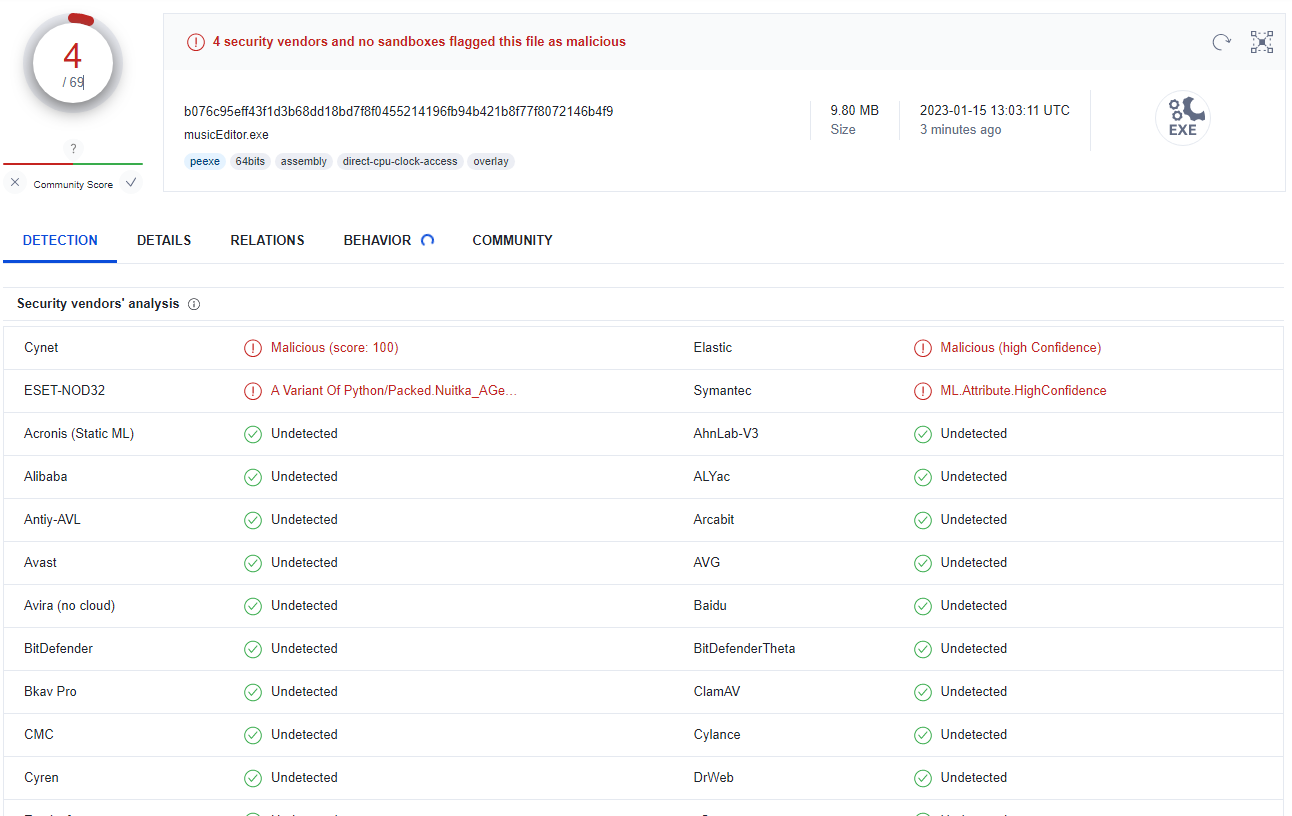 4
/ 69
?
Community Score
4 security vendors and no sandboxes flagged this file as malicious
b076c95eff43f1d3b68dd18bd7f8f0455214196fb94b421b8f77f8072146b4f9
musicEditor.exe
peexe 64bits assembly direct-cpu-clock-access overlay
9.80 MB
Size
2023-01-15 13:03:11 UTC
3 minutes ago
EXE
DETECTION DETAILS RELATIONS BEHAVIOR COMMUNITY
Security vendors' analysis
Cynet Malicious (score: 100) Elastic Malicious (high Confidence)
ESET-NOD32 A Variant Of Python/Packed.Nuitka_AGe... Symantec ML.Attribute.HighConfidence
Acronis (Static ML) Undetected AhnLab-V3 Undetected
Alibaba Undetected ALYac Undetected
Antiy-AVL Undetected Arcabit Undetected
Avast Undetected AVG Undetected
Avira (no cloud) Undetected Baidu Undetected
BitDefender Undetected BitDefenderTheta Undetected
Bkav Pro Undetected ClamAV Undetected
CMC Undetected Cylance Undetected
Cyren Undetected DrWeb Undetected